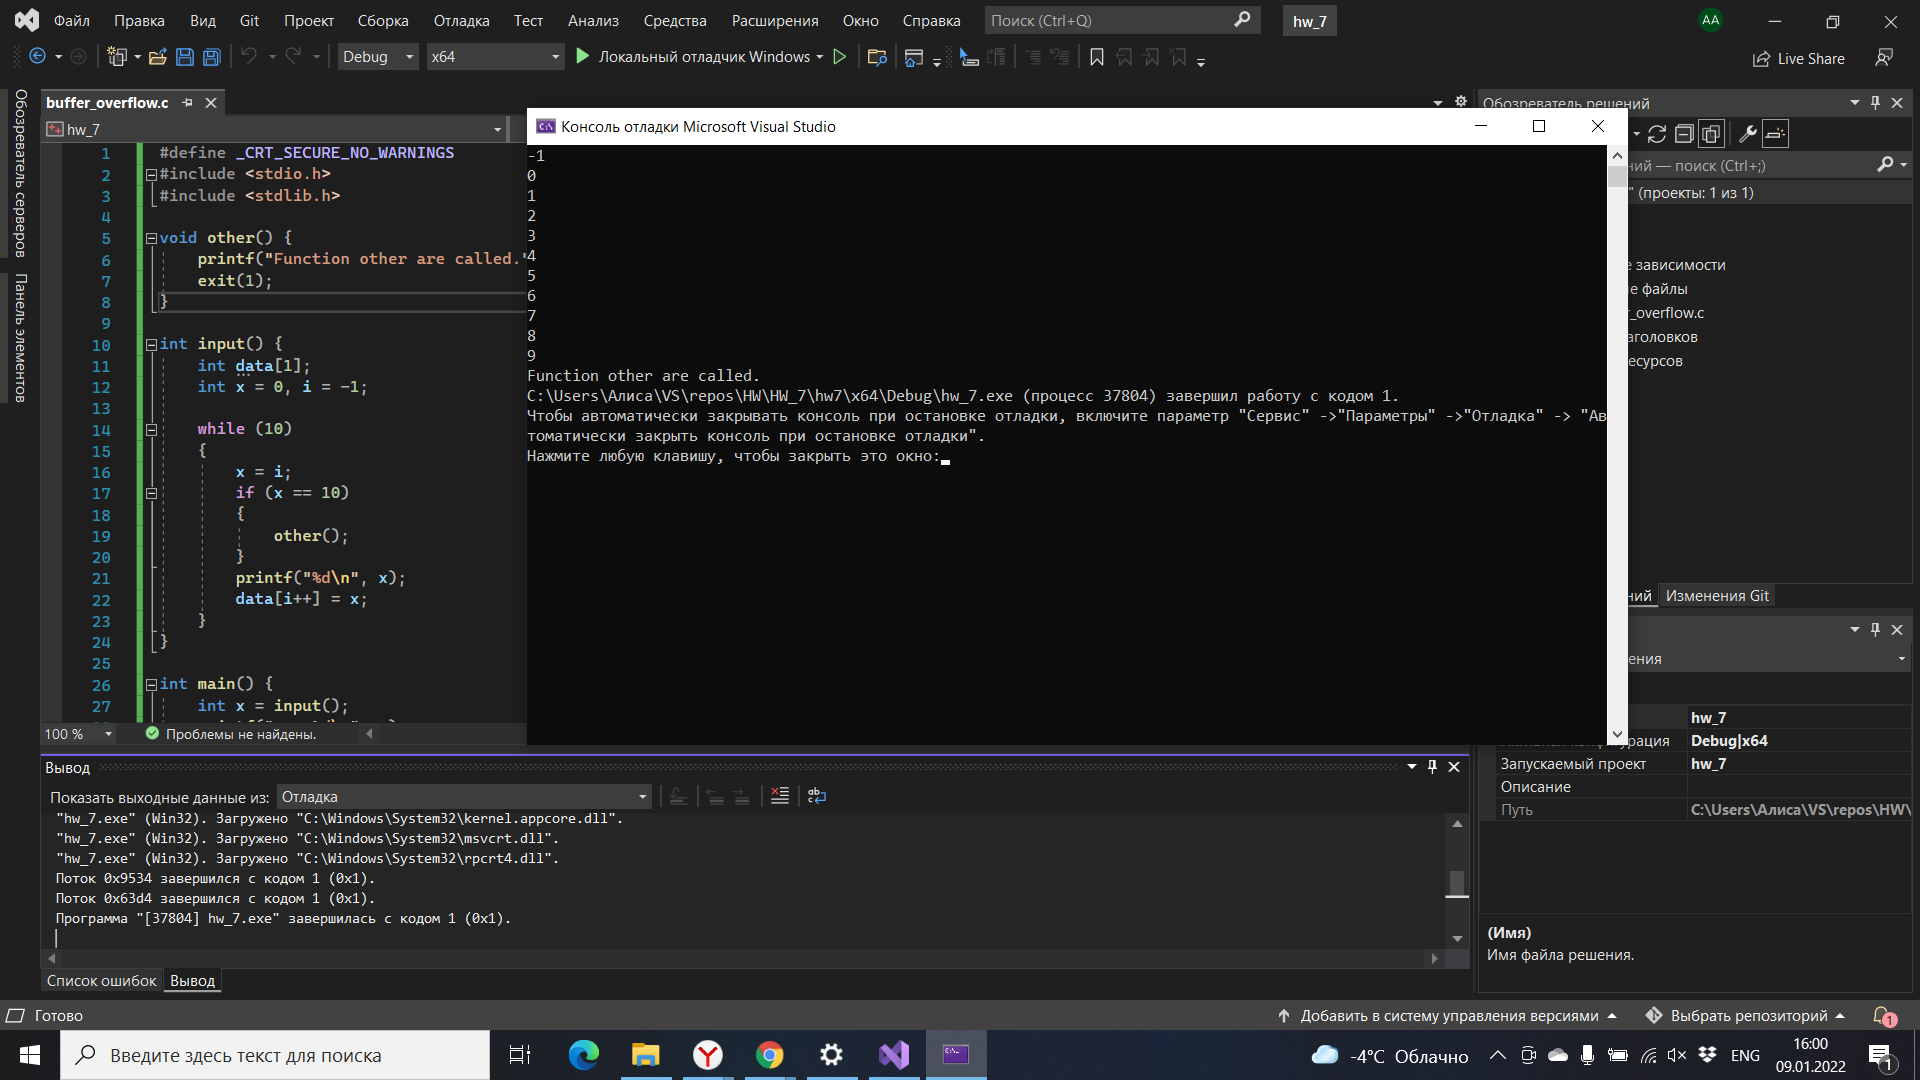 Файл Правка Вид Git Проект Сборка Отладка Тест Анализ Средства Расширения Окно Справка Поиск (Ctrl+Q) hw_7 AA
Debug x64 Локальный отладчик Windows Live Share
Обозреватель серверов
Панель элементов
buffer_overflow.c
hw_7
1 #define _CRT_SECURE_NO_WARNINGS
2 #include <stdio.h>
3 #include <stdlib.h>
4
5 void other() {
6 printf("Function other are called."
7 exit(1);
8 }
9
10 int input() {
11 int data[1];
12 int x = 0, i = -1;
13
14 while (10)
15 {
16 x = i;
17 if (x == 10)
18 {
19 other();
20 }
21 printf("%d\n", x);
22 data[i++] = x;
23 }
24 }
25
26 int main() {
27 int x = input();
100 % Проблемы не найдены.
Консоль отладки Microsoft Visual Studio
-1
0
1
2
3
4
5
6
7
8
9
Function other are called.
C:\Users\Алиса\VS\repos\HW\HW_7\hw7\x64\Debug\hw_7.exe (процесс 37804) завершил работу с кодом 1.
Чтобы автоматически закрывать консоль при остановке отладки, включите параметр "Сервис" ->"Параметры" ->"Отладка" -> "Ав
томатически закрыть консоль при остановке отладки".
Нажмите любую клавишу, чтобы закрыть это окно:
Обозреватель решений
ний — поиск (Ctrl+;)
" (проекты: 1 из 1)
е зависимости
е файлы
r_overflow.c
аголовков
есурсов
ний Изменения Git
ения
hw_7
рация Debug|x64
Запускаемый проект hw_7
Описание
Путь C:\Users\Алиса\VS\repos\HW\
(Имя)
Имя файла решения.
Вывод
Показать выходные данные из: Отладка
"hw_7.exe" (Win32). Загружено "C:\Windows\System32\kernel.appcore.dll".
"hw_7.exe" (Win32). Загружено "C:\Windows\System32\msvcrt.dll".
"hw_7.exe" (Win32). Загружено "C:\Windows\System32\rpcrt4.dll".
Поток 0x9534 завершился с кодом 1 (0x1).
Поток 0x63d4 завершился с кодом 1 (0x1).
Программа "[37804] hw_7.exe" завершилась с кодом 1 (0x1).
Список ошибок Вывод
Готово Добавить в систему управления версиями Выбрать репозиторий 1
Введите здесь текст для поиска -4°C Облачно ENG 16:00
09.01.2022 1